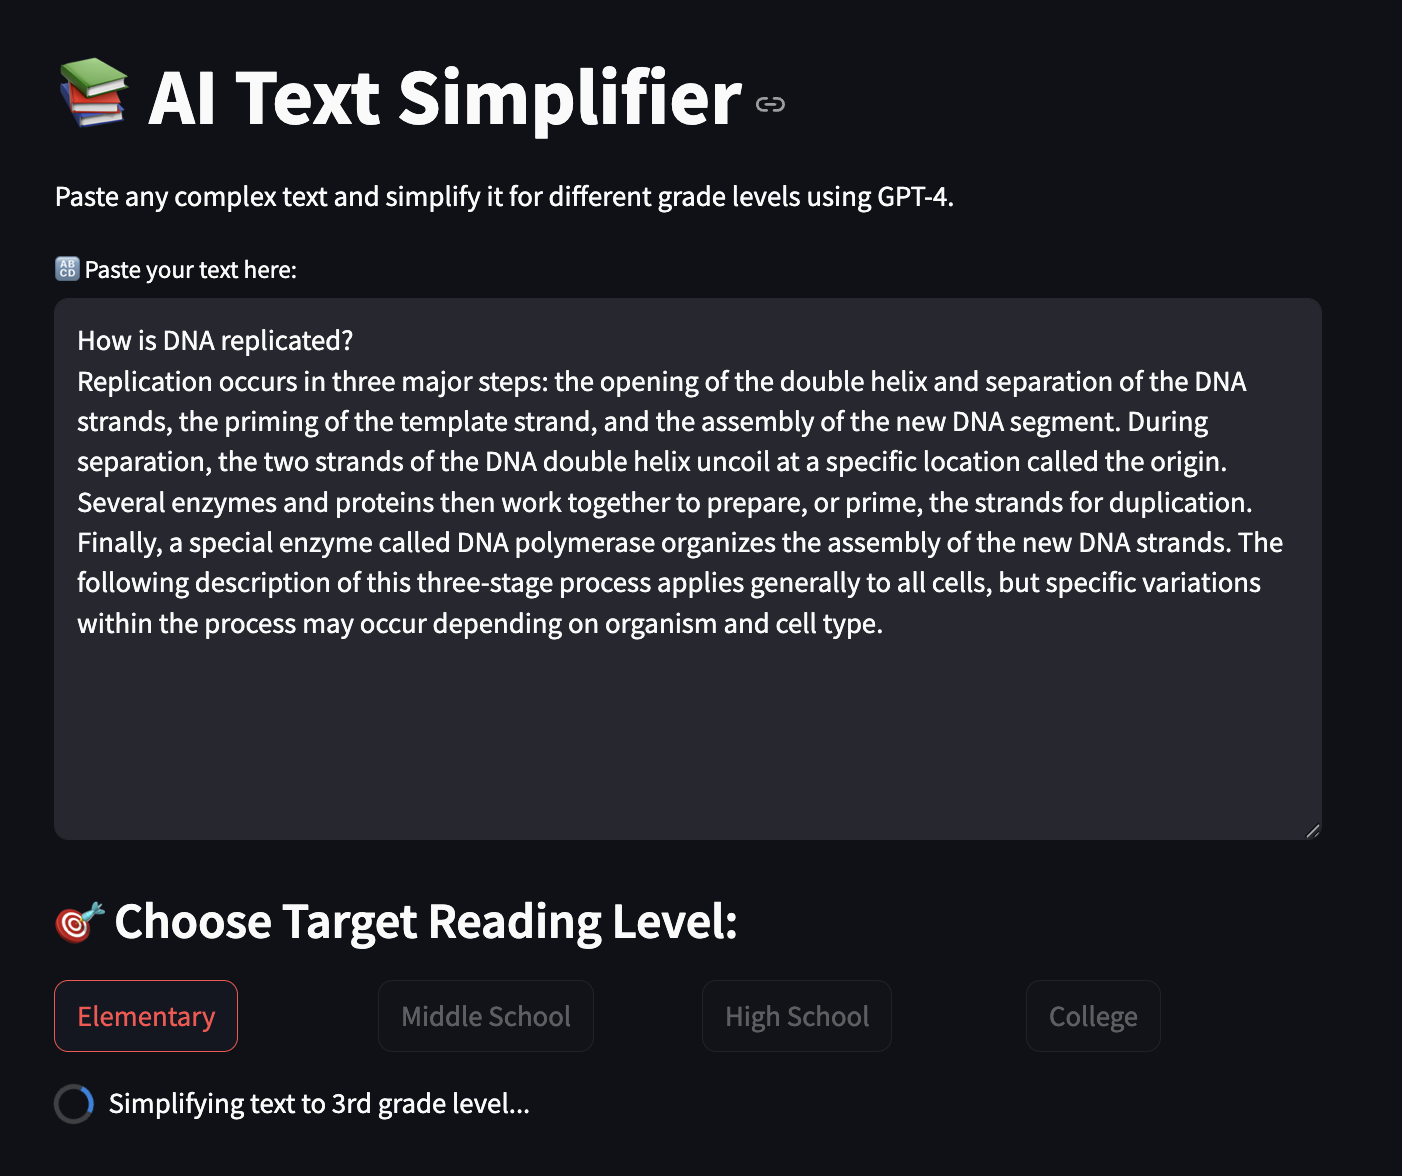 AI Text Simplifier
Paste any complex text and simplify it for different grade levels using GPT-4.
Paste your text here:
How is DNA replicated?
Replication occurs in three major steps: the opening of the double helix and separation of the DNA
strands, the priming of the template strand, and the assembly of the new DNA segment. During
separation, the two strands of the DNA double helix uncoil at a specific location called the origin.
Several enzymes and proteins then work together to prepare, or prime, the strands for duplication.
Finally, a special enzyme called DNA polymerase organizes the assembly of the new DNA strands. The
following description of this three-stage process applies generally to all cells, but specific variations
within the process may occur depending on organism and cell type.
Choose Target Reading Level:
Elementary Middle School High School College
Simplifying text to 3rd grade level...